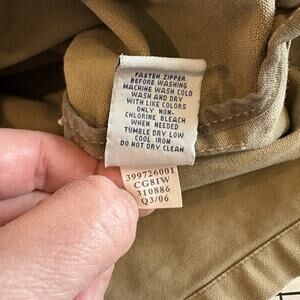 FASTEN ZIPPER
BEFORE WASHING
MACHINE WASH COLD
WASH AND DRY
WITH LIKE COLORS
ONLY NON-
CHLORINE BLEACH
WHEN NEEDED
TUMBLE DRY LOW
COOL IRON
DO NOT DRY CLEAN
399726001
CG81W
310886
Q3/06